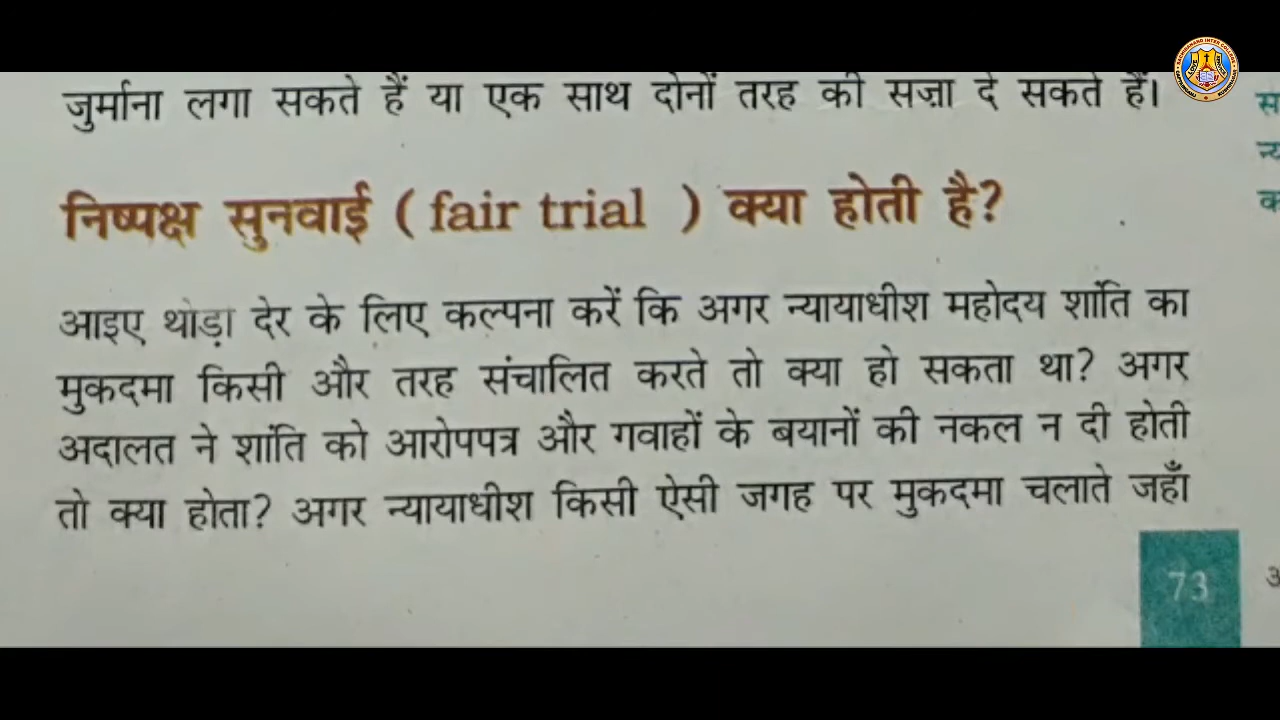 जुर्माना लगा सकते हैं या एक साथ दोनों तरह की सज़ा दे सकते हैं।
निष्पक्ष सुनवाई ( fair trial ) क्या होती है?
आइए थोड़ा देर के लिए कल्पना करें कि अगर न्यायाधीश महोदय शांति का
मुकदमा किसी और तरह संचालित करते तो क्या हो सकता था? अगर
अदालत ने शांति को आरोपपत्र और गवाहों के बयानों की नकल न दी होती
तो क्या होता? अगर न्यायाधीश किसी ऐसी जगह पर मुकदमा चलाते जहाँ
73